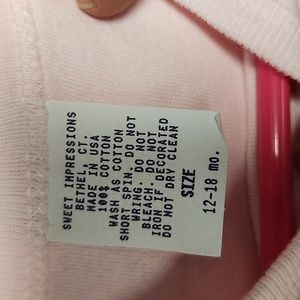 SWEET IMPRESSIONS
BETHEL, CT.
MADE IN USA
100% COTTON
WASH AS COTTON
SHORT SPIN. DO NOT
WRING. DO NOT
BLEACH. DO NOT
IRON IF DECORATED
DO NOT DRY CLEAN
SIZE
12-18 mo.